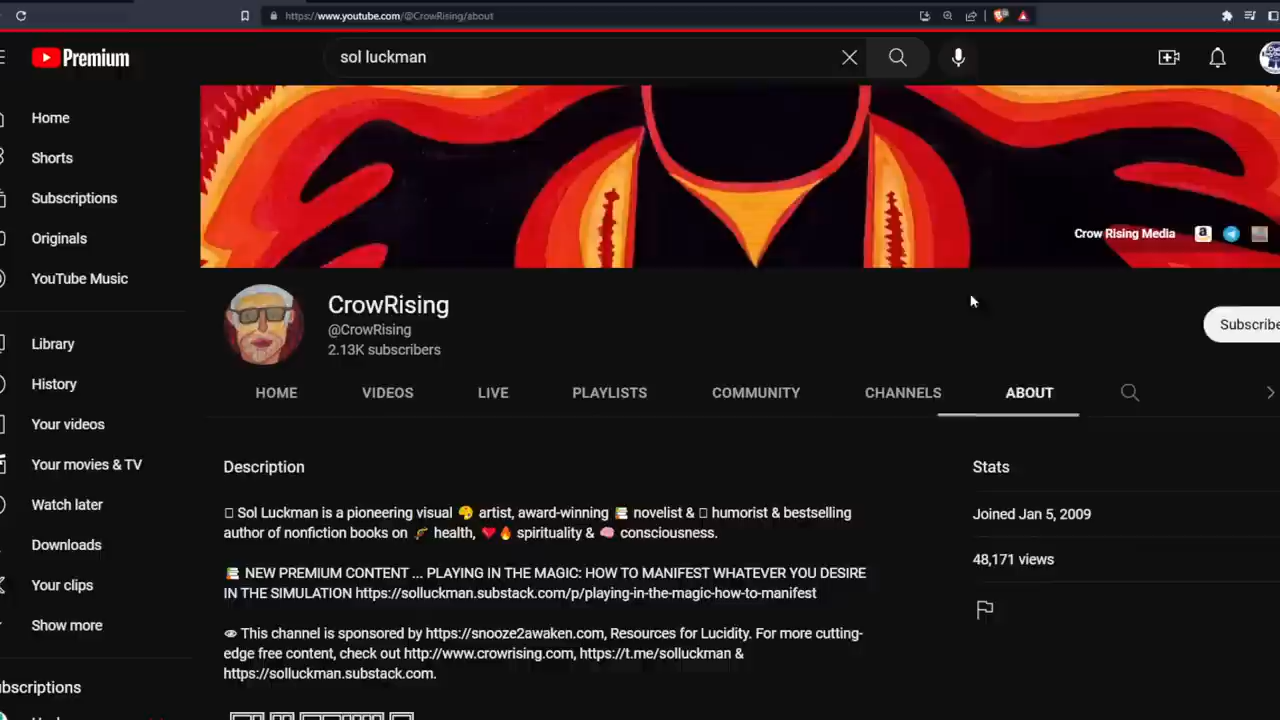 https://www.youtube.com/@CrowRising/about
Premium
sol luckman
Home
Shorts
Subscriptions
Originals
YouTube Music
Library
History
Your videos
Your movies & TV
Watch later
Downloads
Your clips
Show more
Crow Rising Media
CrowRising
@CrowRising
2.13K subscribers
Subscribe
HOME VIDEOS LIVE PLAYLISTS COMMUNITY CHANNELS ABOUT
Description
Sol Luckman is a pioneering visual 🎨 artist, award-winning 📚 novelist & humorist & bestselling
author of nonfiction books on 🧬 health, ❤️🔥 spirituality & 🧠 consciousness.
📚 NEW PREMIUM CONTENT ... PLAYING IN THE MAGIC: HOW TO MANIFEST WHATEVER YOU DESIRE
IN THE SIMULATION https://solluckman.substack.com/p/playing-in-the-magic-how-to-manifest
👁 This channel is sponsored by https://snooze2awaken.com, Resources for Lucidity. For more cutting-
edge free content, check out http://www.crowrising.com, https://t.me/solluckman &
https://solluckman.substack.com.
Stats
Joined Jan 5, 2009
48,171 views